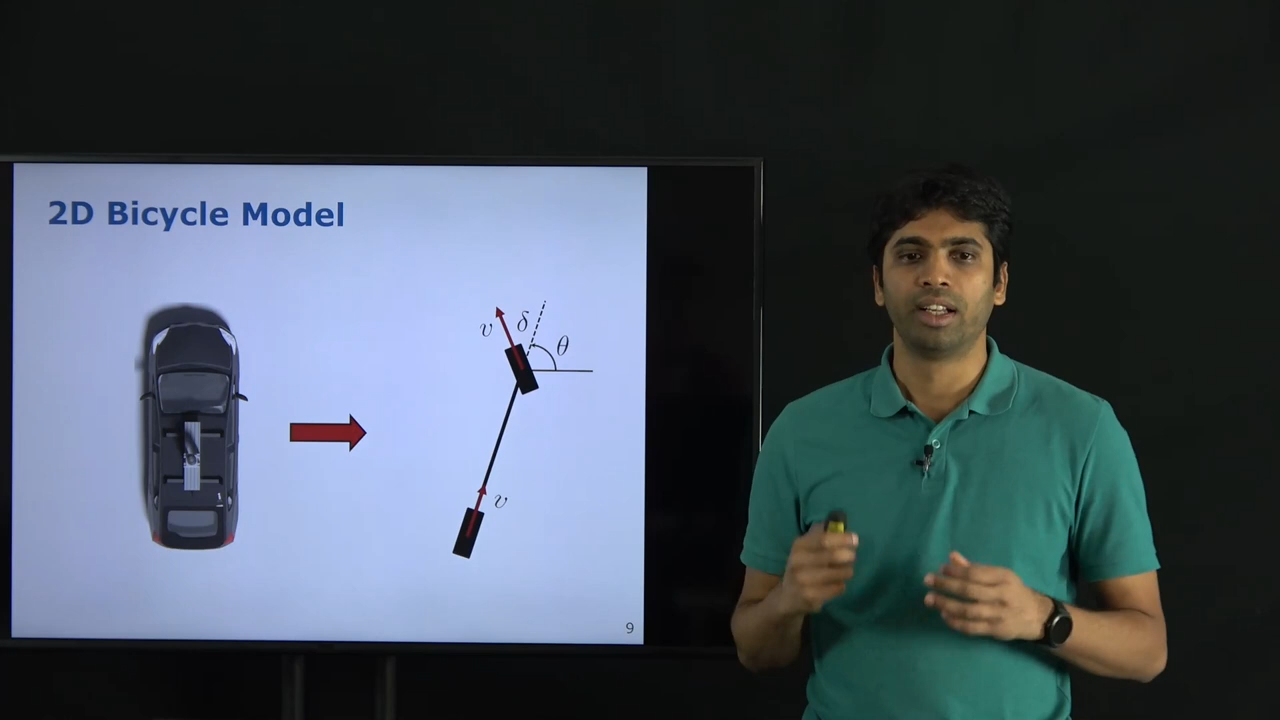 2D Bicycle Model
v
δ
θ
v
9